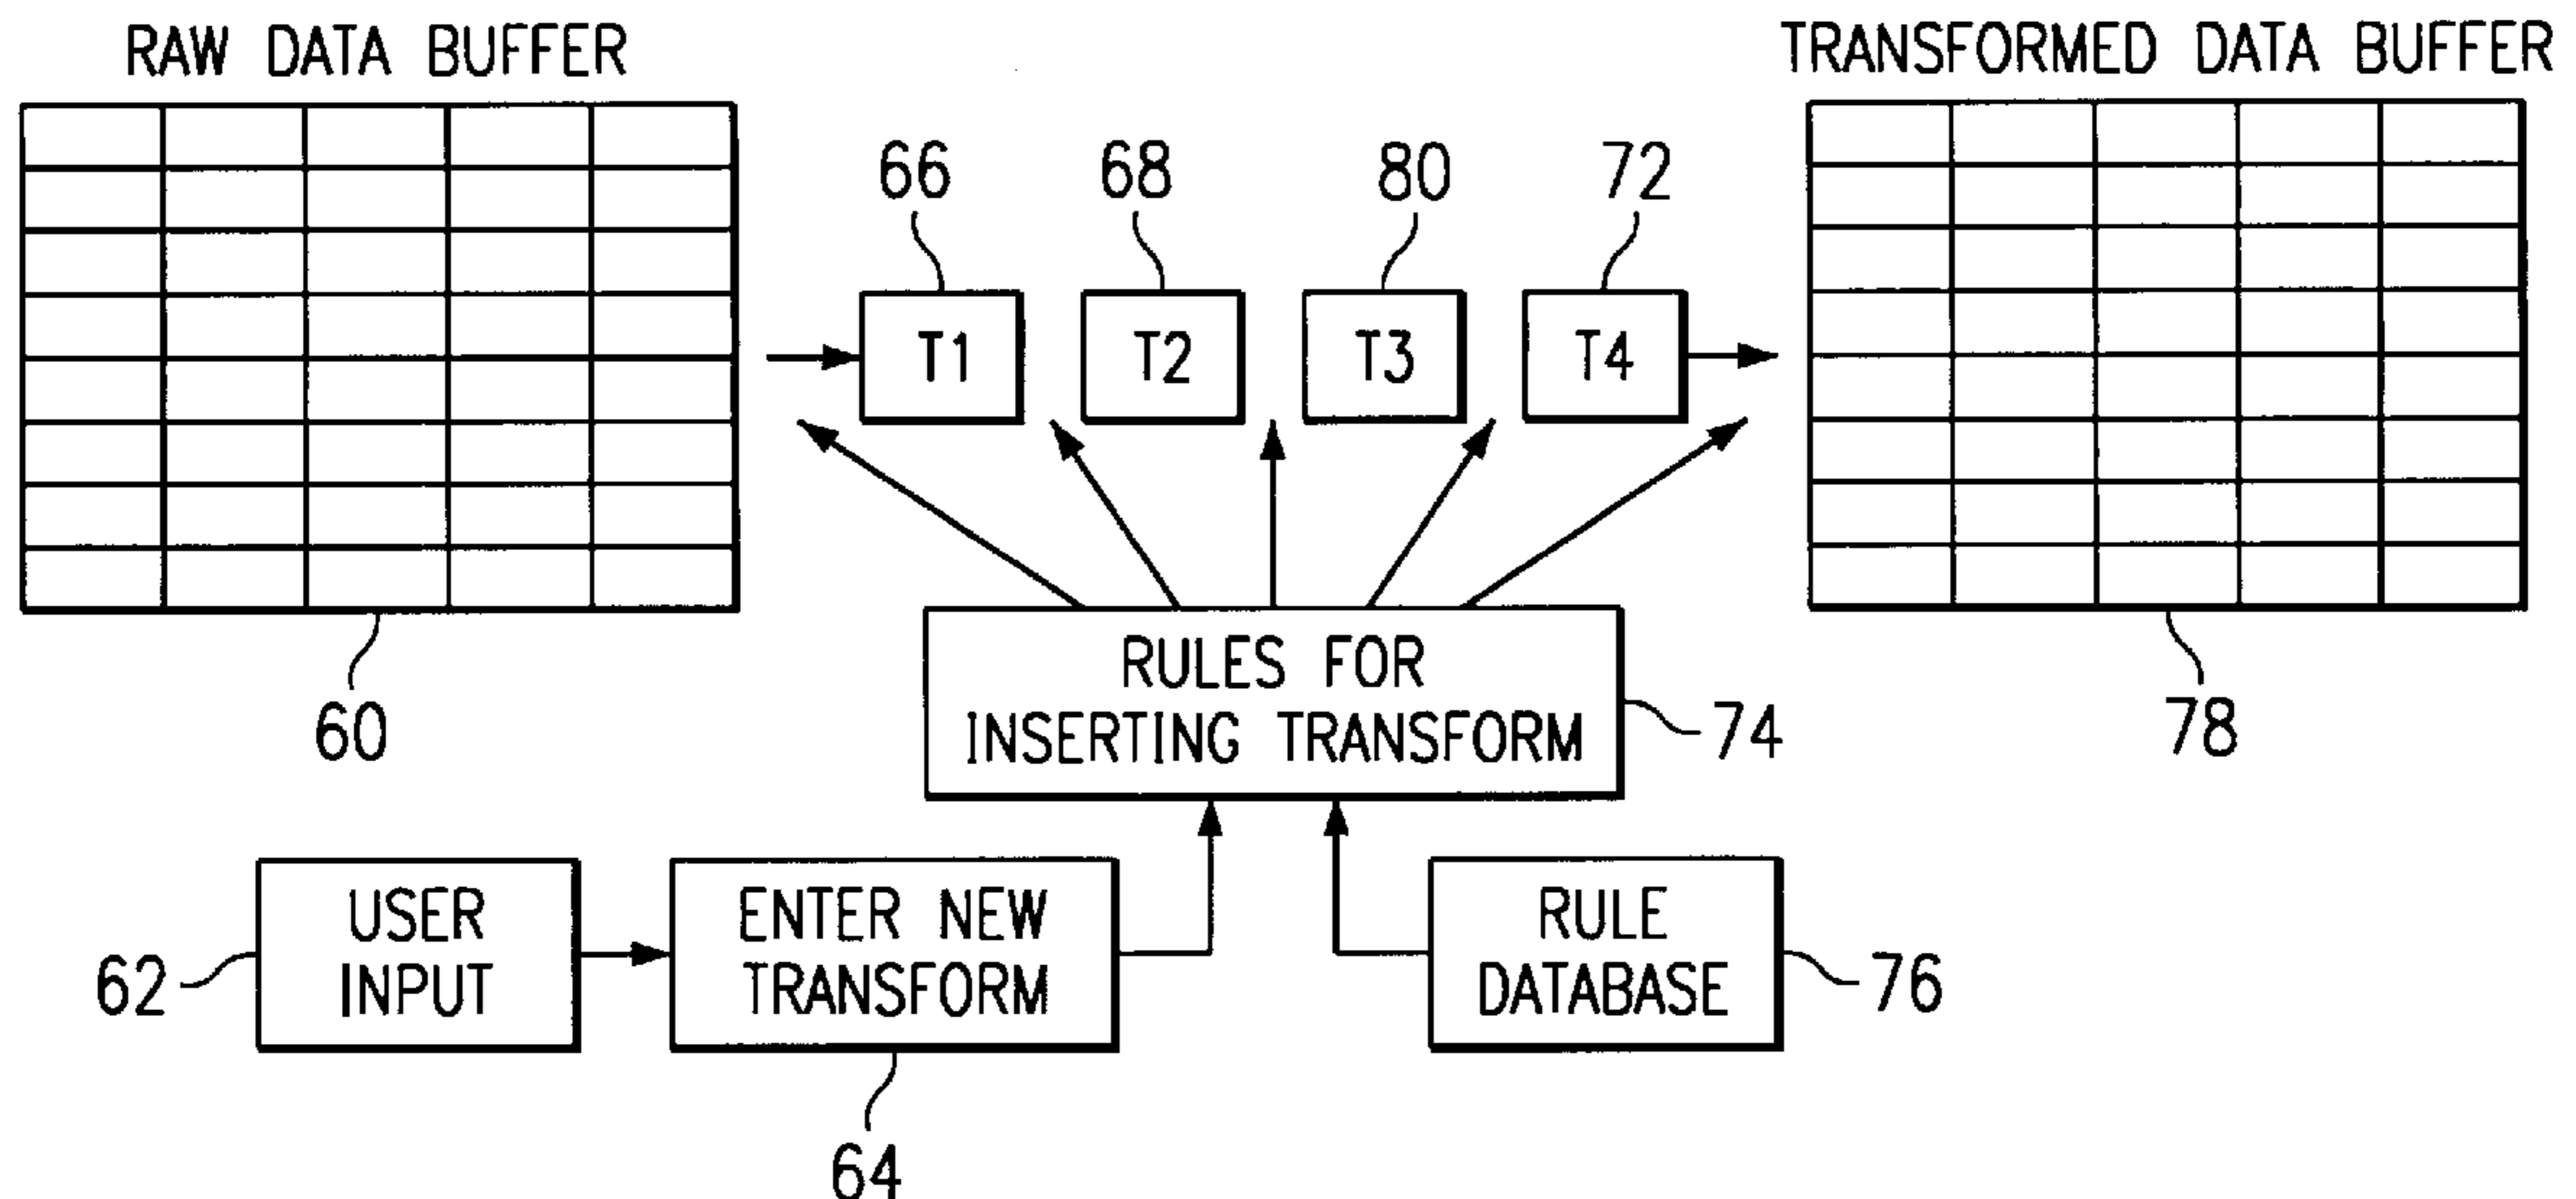 RAW DATA BUFFER
TRANSFORMED DATA BUFFER
66
68
80
72
T1
T2
T3
T4
60
RULES FOR
INSERTING TRANSFORM
74
78
62
USER
INPUT
ENTER NEW
TRANSFORM
64
RULE
DATABASE
76